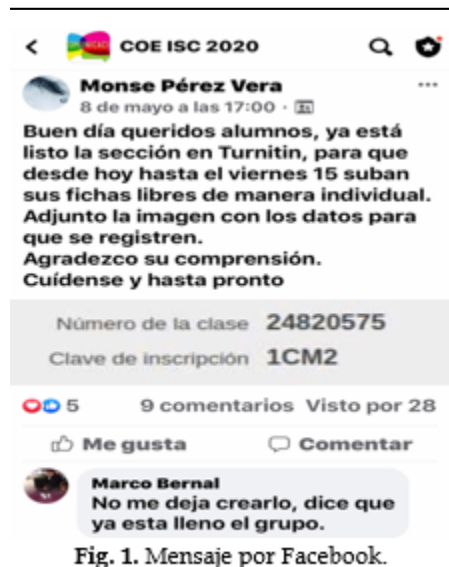 COE ISC 2020
Monse Pérez Vera
8 de mayo a las 17:00 ·
Buen día queridos alumnos, ya está
listo la sección en Turnitin, para que
desde hoy hasta el viernes 15 suban
sus fichas libres de manera individual.
Adjunto la imagen con los datos para
que se registren.
Agradezco su comprensión.
Cuídense y hasta pronto
Número de la clase 24820575
Clave de inscripción 1CM2
5 9 comentarios Visto por 28
Me gusta Comentar
Marco Bernal
No me deja crearlo, dice que
ya esta lleno el grupo.
Fig. 1. Mensaje por Facebook.